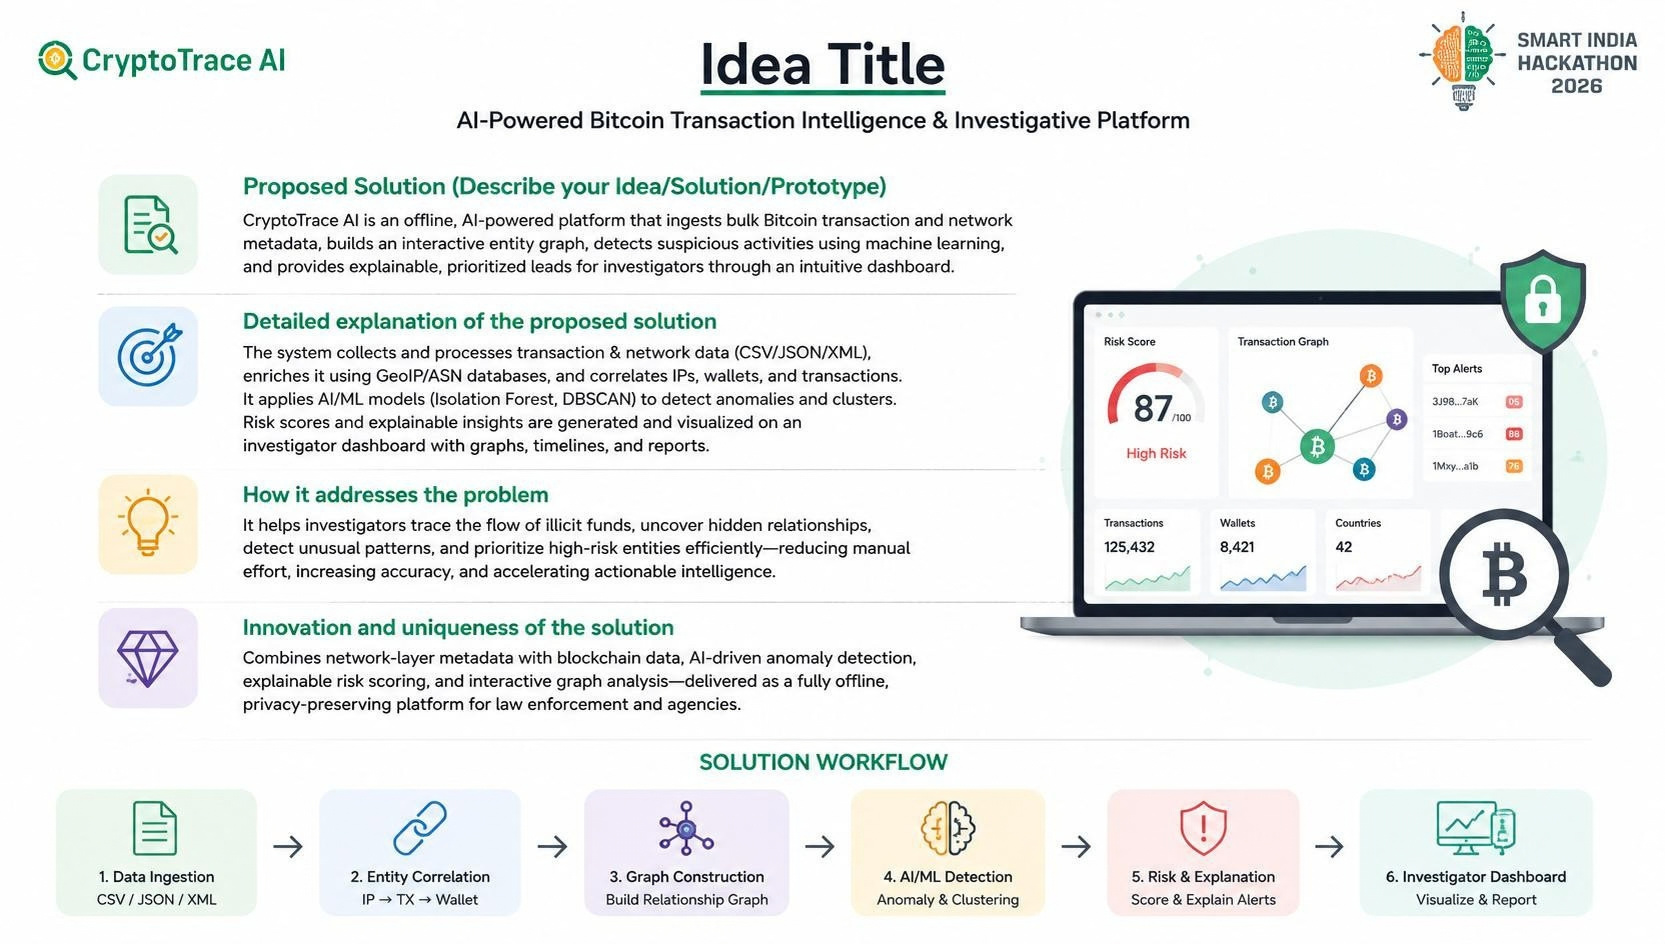 CryptoTrace AI
Idea Title
SMART INDIA
HACKATHON
2026
AI-Powered Bitcoin Transaction Intelligence & Investigative Platform
Proposed Solution (Describe your Idea/Solution/Prototype)
CryptoTrace AI is an offline, AI-powered platform that ingests bulk Bitcoin transaction and network
metadata, builds an interactive entity graph, detects suspicious activities using machine learning,
and provides explainable, prioritized leads for investigators through an intuitive dashboard.
Detailed explanation of the proposed solution
The system collects and processes transaction & network data (CSV/JSON/XML),
enriches it using GeoIP/ASN databases, and correlates IPs, wallets, and transactions.
It applies AI/ML models (Isolation Forest, DBSCAN) to detect anomalies and clusters.
Risk scores and explainable insights are generated and visualized on an
investigator dashboard with graphs, timelines, and reports.
How it addresses the problem
It helps investigators trace the flow of illicit funds, uncover hidden relationships,
detect unusual patterns, and prioritize high-risk entities efficiently—reducing manual
effort, increasing accuracy, and accelerating actionable intelligence.
Innovation and uniqueness of the solution
Combines network-layer metadata with blockchain data, AI-driven anomaly detection,
explainable risk scoring, and interactive graph analysis—delivered as a fully offline,
privacy-preserving platform for law enforcement and agencies.
Risk Score
87/100
High Risk
Transaction Graph
Top Alerts
3J98...7aK
1Boat...9c6 88
1Mxy...a1b 76
Transactions
125,432
Wallets
8,421
Countries
42
SOLUTION WORKFLOW
1. Data Ingestion
CSV / JSON / XML
2. Entity Correlation
IP → TX → Wallet
3. Graph Construction
Build Relationship Graph
4. AI/ML Detection
Anomaly & Clustering
5. Risk & Explanation
Score & Explain Alerts
6. Investigator Dashboard
Visualize & Report